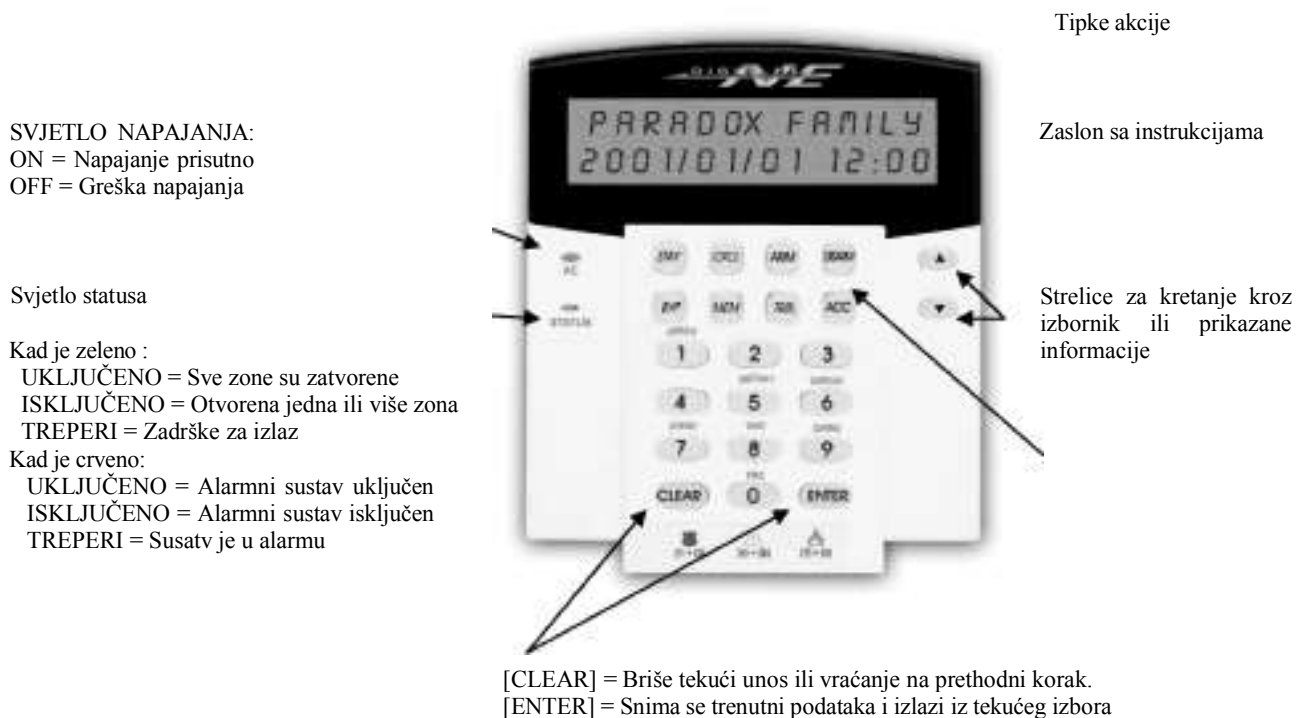 Tipke akcije
SVJETLO NAPAJANJA:
ON = Napajanje prisutno
OFF = Greška napajanja
Zaslon sa instrukcijama
Svjetlo statusa
Kad je zeleno :
UKLJUČENO = Sve zone su zatvorene
ISKLJUČENO = Otvorena jedna ili više zona
TREPERI = Zadrške za izlaz
Kad je crveno:
UKLJUČENO = Alarmni sustav uključen
ISKLJUČENO = Alarmni sustav isključen
TREPERI = Susatv je u alarmu
PARADOX FAMILY
2001/01/01 12:00
AC
STATUS
ARM
ACC
1 2 3
4 5 6
7 8 9
CLEAR 0 ENTER
Strelice za kretanje kroz
izbornik ili prikazane
informacije
[CLEAR] = Briše tekući unos ili vraćanje na prethodni korak.
[ENTER] = Snima se trenutni podataka i izlazi iz tekućeg izbora